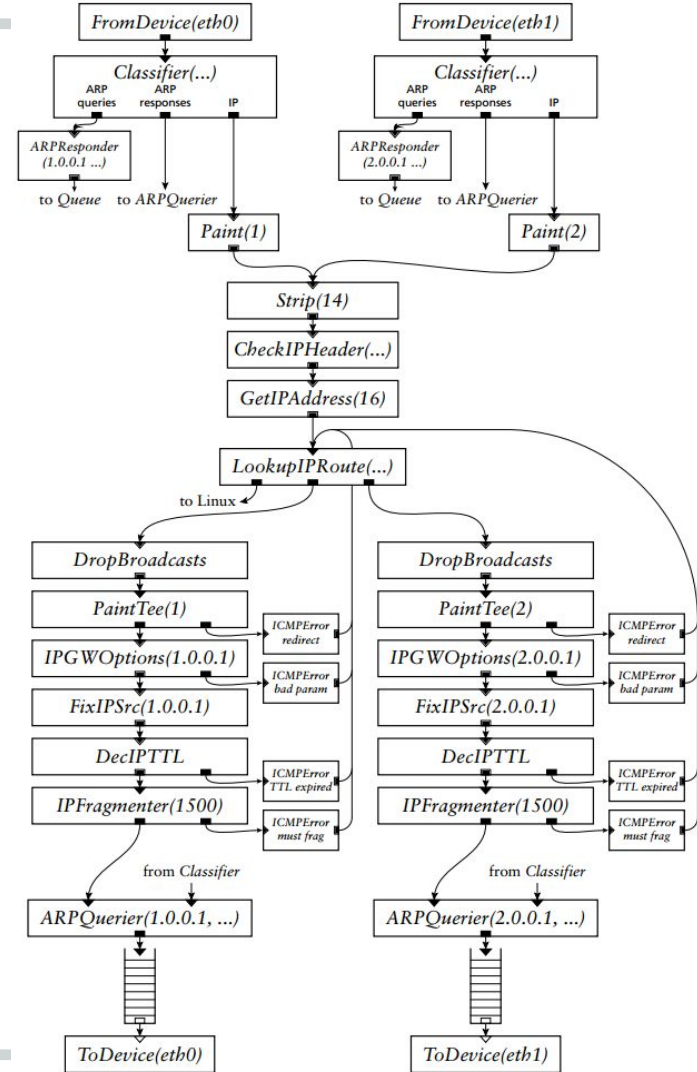 FromDevice(eth0)
FromDevice(eth1)
Classifier(...)
ARP queries
ARP responses
IP
Classifier(...)
ARP queries
ARP responses
IP
ARPResponder
(1.0.0.1 ...)
ARPResponder
(2.0.0.1 ...)
to Queue
to ARPQuerier
to Queue
to ARPQuerier
Paint(1)
Paint(2)
Strip(14)
CheckIPHeader(...)
GetIPAddress(16)
LookupIPRoute(...)
to Linux
DropBroadcasts
PaintTee(1)
ICMPError
redirect
IPGWOptions(1.0.0.1)
ICMPError
bad param
FixIPSrc(1.0.0.1)
DecIPTTL
ICMPError
TTL expired
IPFragmenter(1500)
ICMPError
must frag
from Classifier
ARPQuerier(1.0.0.1, ...)
ToDevice(eth0)
DropBroadcasts
PaintTee(2)
ICMPError
redirect
IPGWOptions(2.0.0.1)
ICMPError
bad param
FixIPSrc(2.0.0.1)
DecIPTTL
ICMPError
TTL expired
IPFragmenter(1500)
ICMPError
must frag
from Classifier
ARPQuerier(2.0.0.1, ...)
ToDevice(eth1)